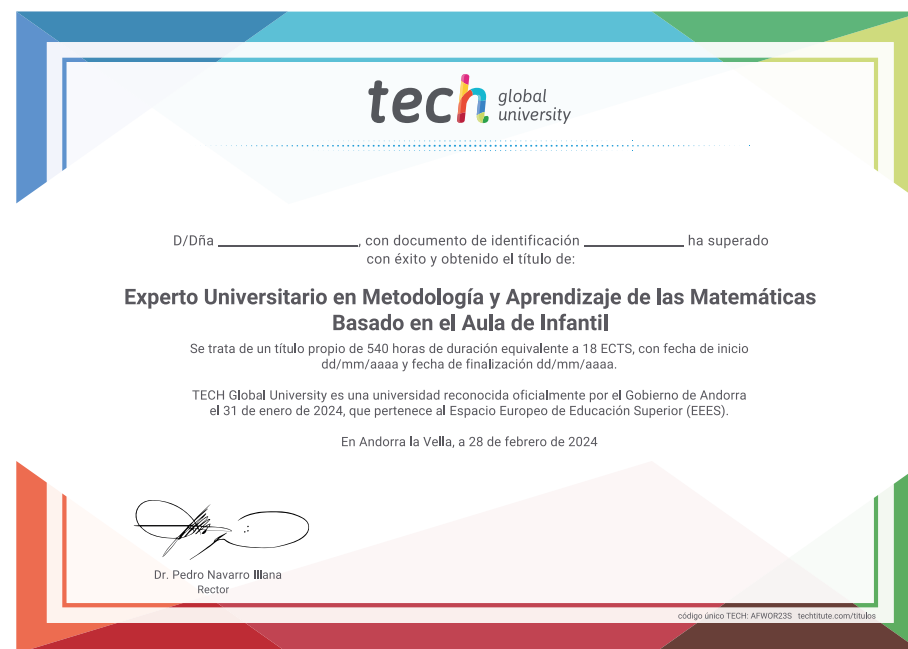 tech global university
D/Dña ________________, con documento de identificación ____________ ha superado
con éxito y obtenido el título de:
Experto Universitario en Metodología y Aprendizaje de las Matemáticas
Basado en el Aula de Infantil
Se trata de un título propio de 540 horas de duración equivalente a 18 ECTS, con fecha de inicio
dd/mm/aaaa y fecha de finalización dd/mm/aaaa.
TECH Global University es una universidad reconocida oficialmente por el Gobierno de Andorra
el 31 de enero de 2024, que pertenece al Espacio Europeo de Educación Superior (EEES).
En Andorra la Vella, a 28 de febrero de 2024
Dr. Pedro Navarro Illana
Rector
código único TECH: AFWOR23S techtitute.com/titulos